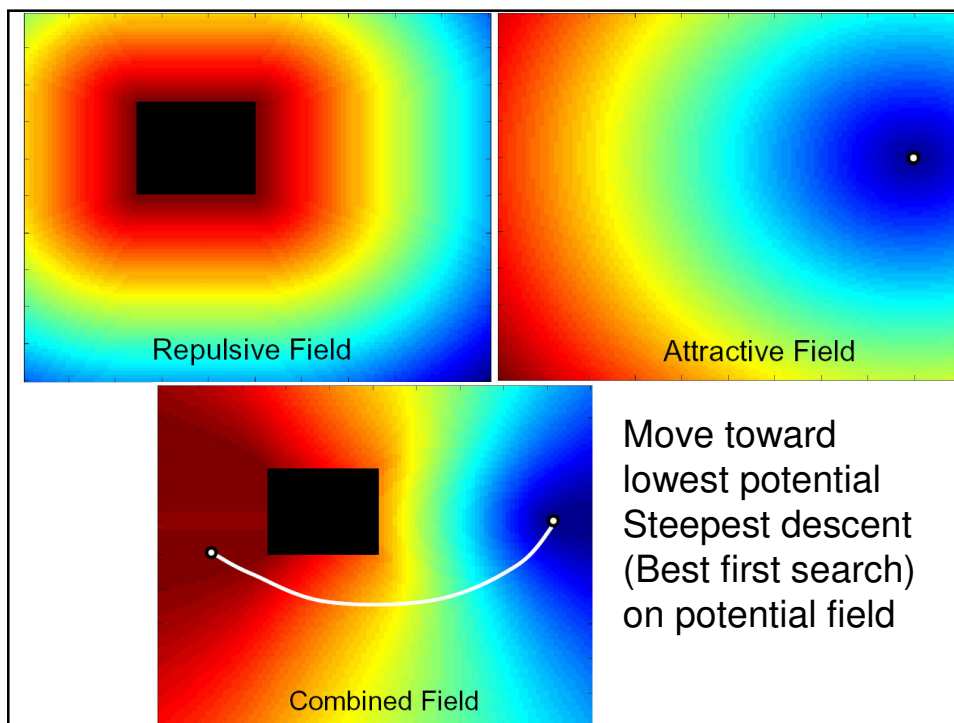 Repulsive Field
Attractive Field
Combined Field
Move toward
lowest potential
Steepest descent
(Best first search)
on potential field